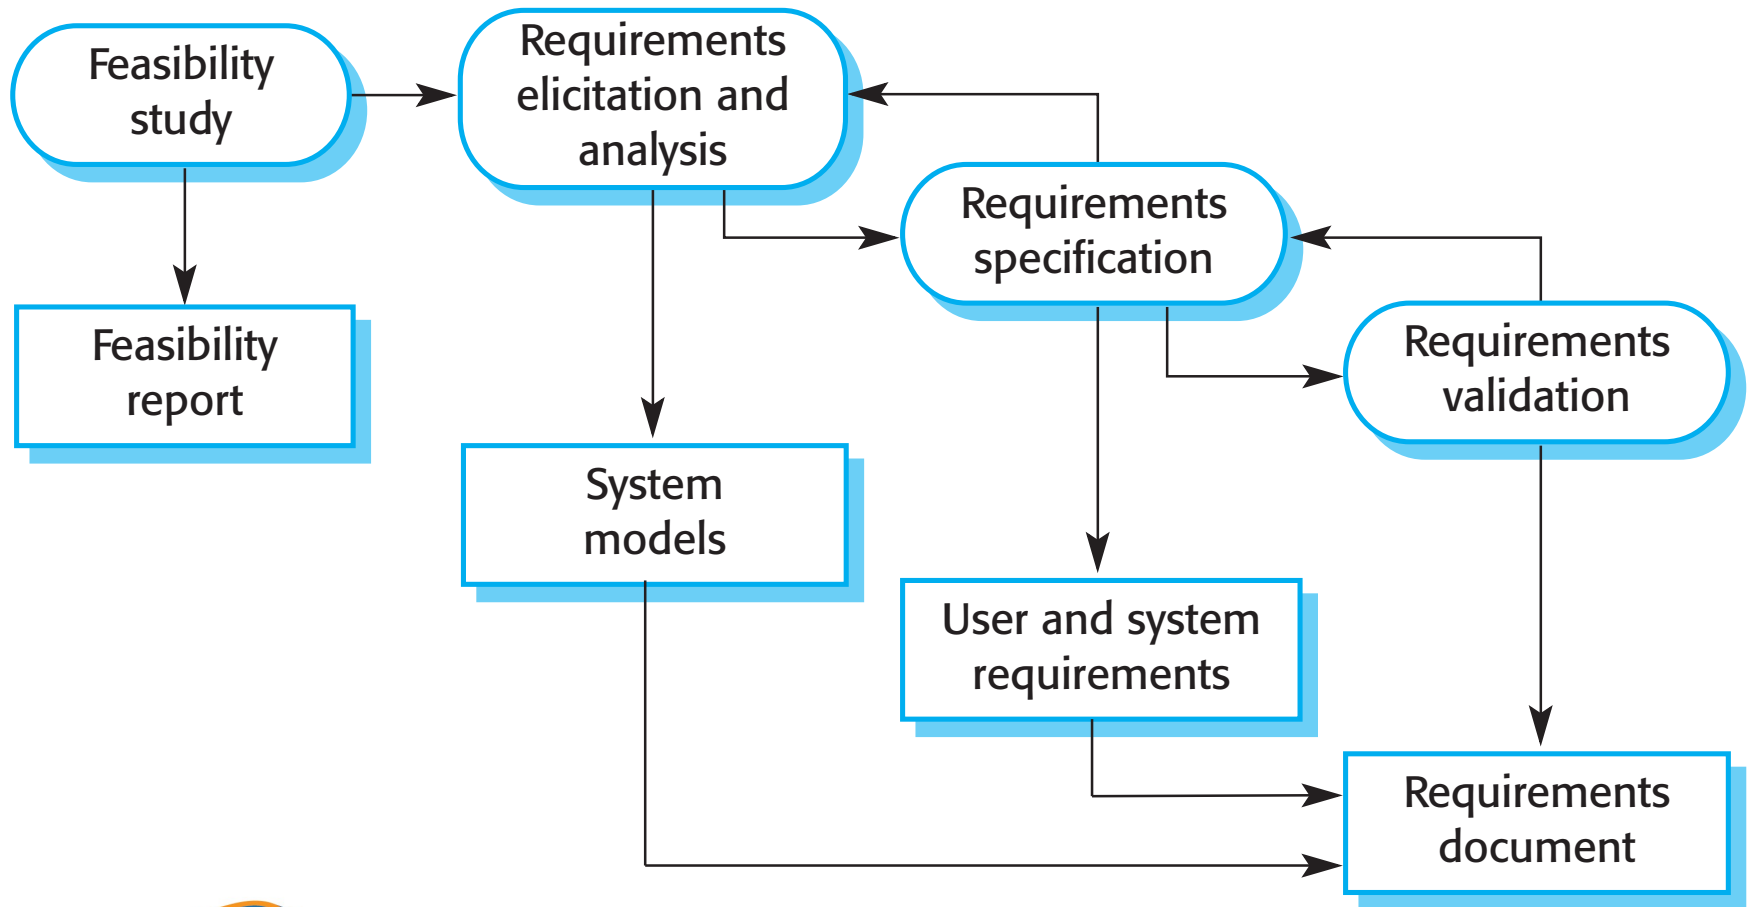 Feasibility
study
Requirements
elicitation and
analysis
Requirements
specification
Requirements
validation
Feasibility
report
System
models
User and system
requirements
Requirements
document